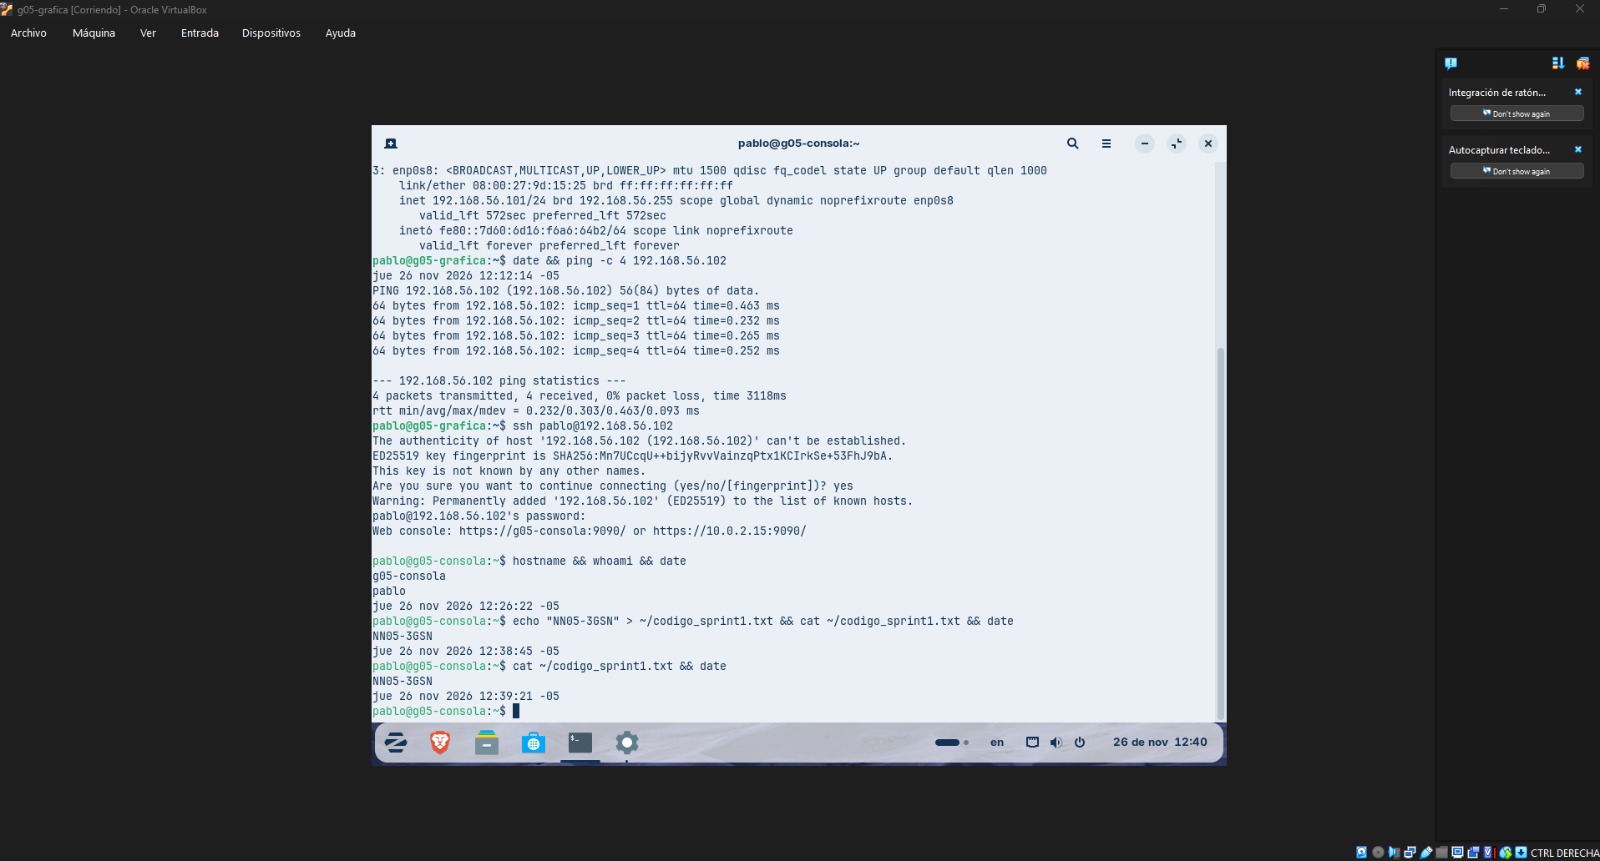 g05-grafica [Corriendo] - Oracle VirtualBox
Archivo Máquina Ver Entrada Dispositivos Ayuda
Integración de ratón...
Don't show again
Autocapturar teclado...
Don't show again
pablo@g05-consola:~
3: enp0s8: <BROADCAST,MULTICAST,UP,LOWER_UP> mtu 1500 qdisc fq_codel state UP group default qlen 1000
link/ether 08:00:27:9d:15:25 brd ff:ff:ff:ff:ff:ff
inet 192.168.56.101/24 brd 192.168.56.255 scope global dynamic noprefixroute enp0s8
valid_lft 572sec preferred_lft 572sec
inet6 fe80::7d60:6d16:f6a6:64b2/64 scope link noprefixroute
valid_lft forever preferred_lft forever
pablo@g05-grafica:~$ date && ping -c 4 192.168.56.102
jue 26 nov 2026 12:12:14 -05
PING 192.168.56.102 (192.168.56.102) 56(84) bytes of data.
64 bytes from 192.168.56.102: icmp_seq=1 ttl=64 time=0.463 ms
64 bytes from 192.168.56.102: icmp_seq=2 ttl=64 time=0.232 ms
64 bytes from 192.168.56.102: icmp_seq=3 ttl=64 time=0.265 ms
64 bytes from 192.168.56.102: icmp_seq=4 ttl=64 time=0.252 ms
--- 192.168.56.102 ping statistics ---
4 packets transmitted, 4 received, 0% packet loss, time 3118ms
rtt min/avg/max/mdev = 0.232/0.303/0.463/0.093 ms
pablo@g05-grafica:~$ ssh pablo@192.168.56.102
The authenticity of host '192.168.56.102 (192.168.56.102)' can't be established.
ED25519 key fingerprint is SHA256:Mn7UCcqU++bijyRvvVainzqPtx1KCIrkSe+53FhJ9bA.
This key is not known by any other names.
Are you sure you want to continue connecting (yes/no/[fingerprint])? yes
Warning: Permanently added '192.168.56.102' (ED25519) to the list of known hosts.
pablo@192.168.56.102's password:
Web console: https://g05-consola:9090/ or https://10.0.2.15:9090/
pablo@g05-consola:~$ hostname && whoami && date
g05-consola
pablo
jue 26 nov 2026 12:26:22 -05
pablo@g05-consola:~$ echo "NN05-3GSN" > ~/codigo_sprint1.txt && cat ~/codigo_sprint1.txt && date
NN05-3GSN
jue 26 nov 2026 12:38:45 -05
pablo@g05-consola:~$ cat ~/codigo_sprint1.txt && date
NN05-3GSN
jue 26 nov 2026 12:39:21 -05
pablo@g05-consola:~$
en 26 de nov 12:40
CTRL DERECHA